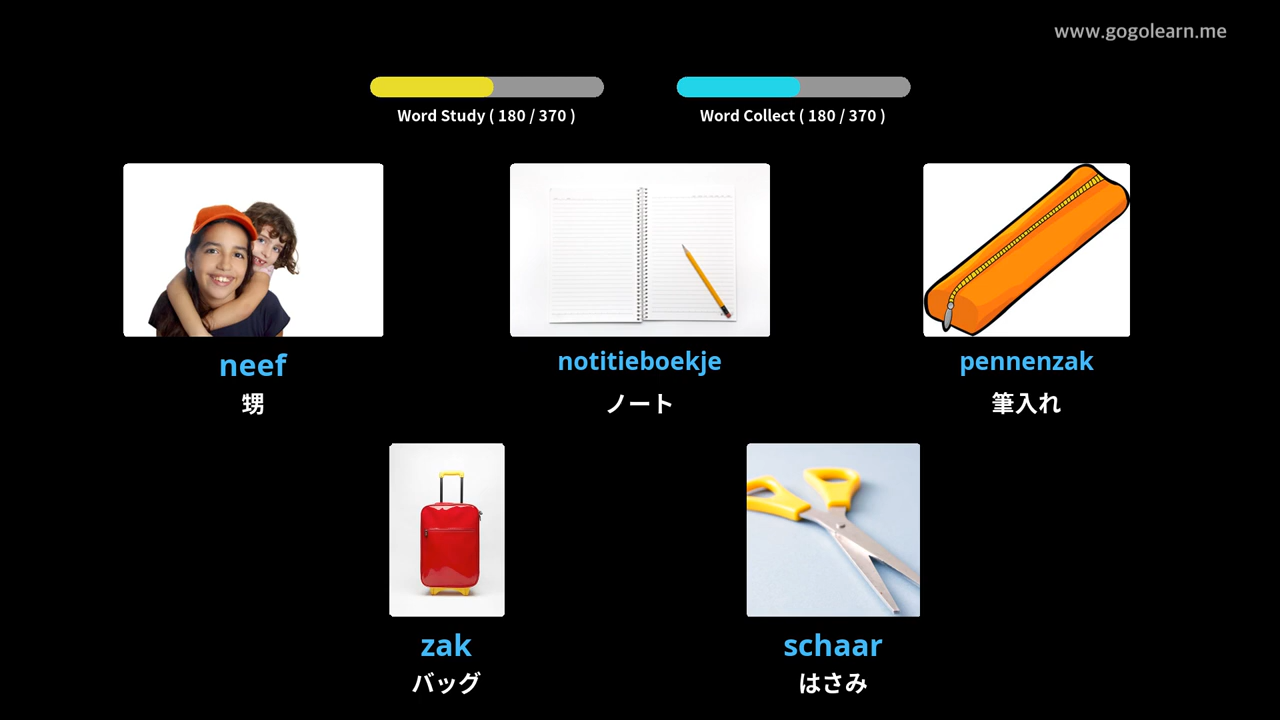 www.gogolearn.me
Word Study ( 180 / 370 )
Word Collect ( 180 / 370 )
neef
甥
notitieboekje
ノート
pennenzak
筆入れ
zak
バッグ
schaar
はさみ